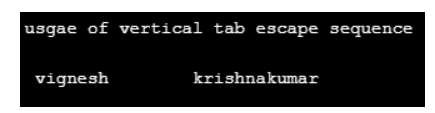 usgae of vertical tab escape sequence
vignesh krishnakumar